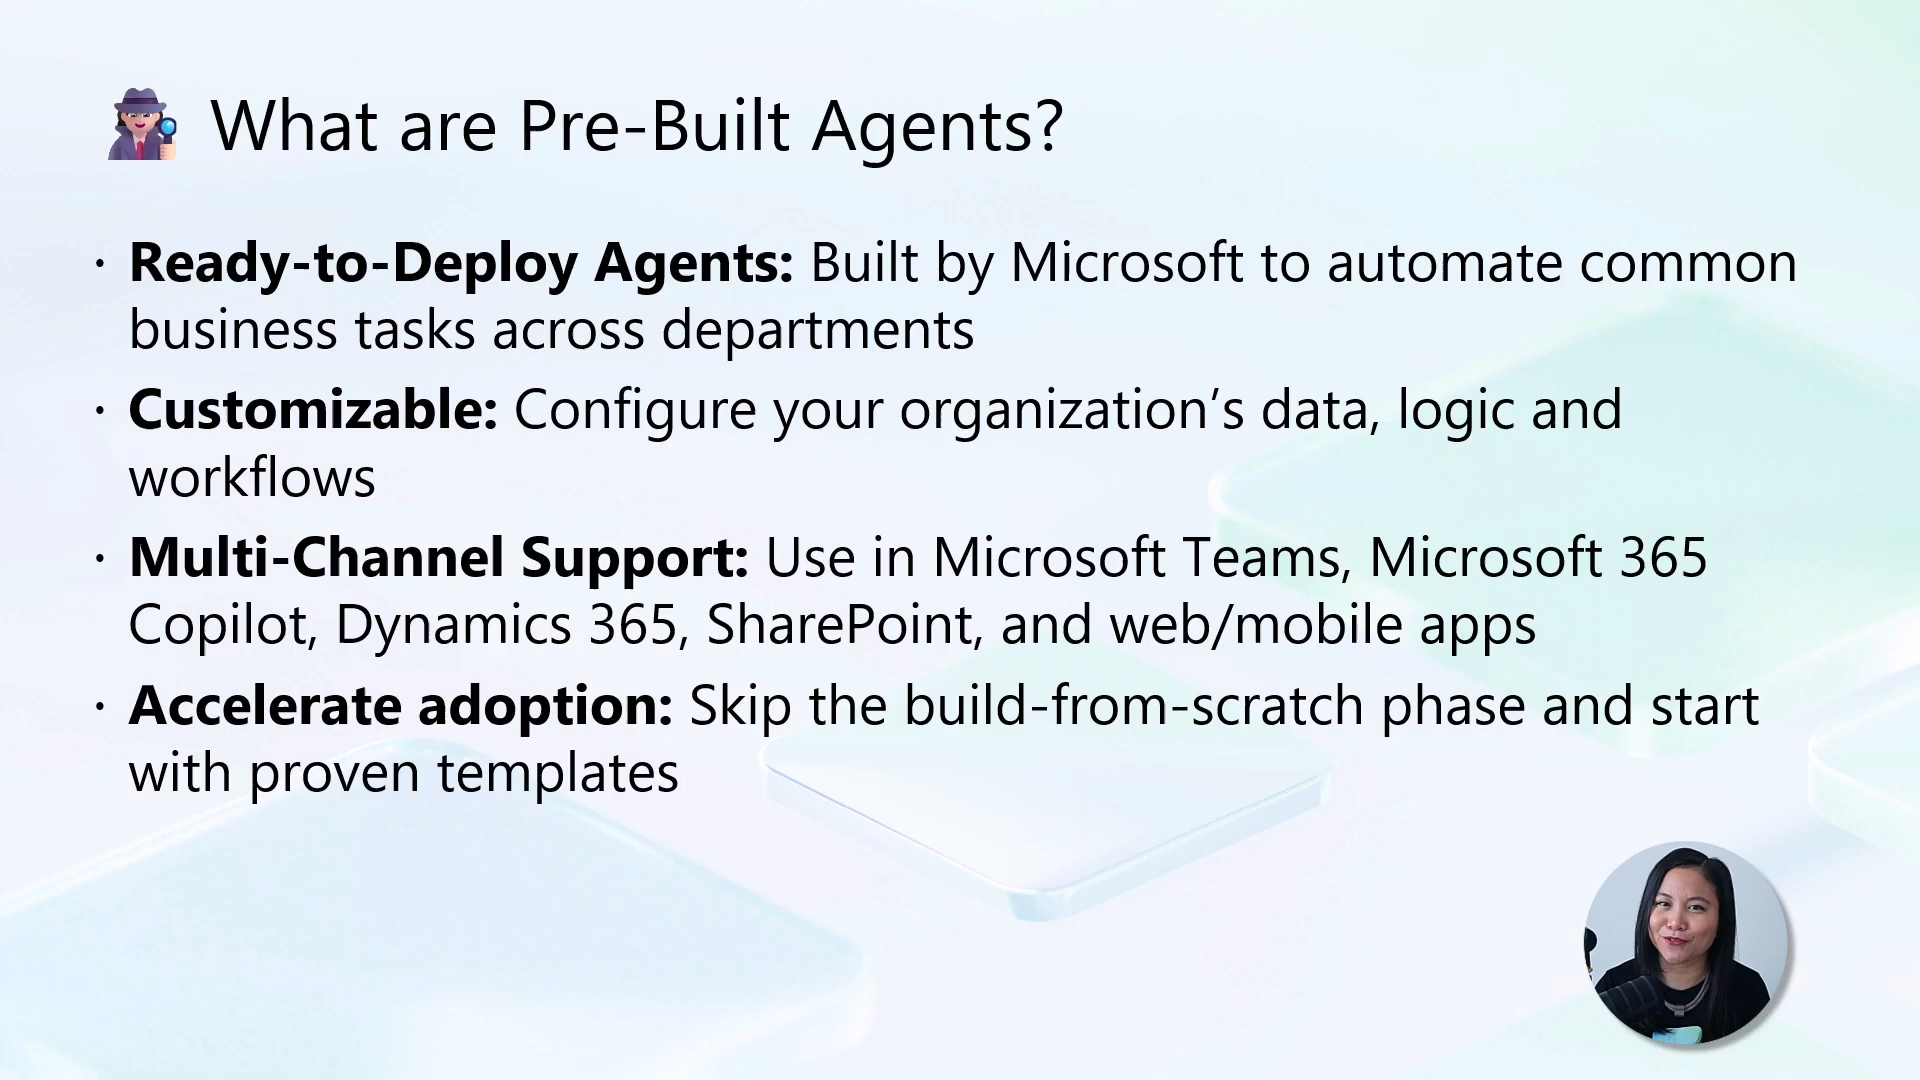 What are Pre-Built Agents?
· Ready-to-Deploy Agents: Built by Microsoft to automate common
business tasks across departments
· Customizable: Configure your organization’s data, logic and
workflows
· Multi-Channel Support: Use in Microsoft Teams, Microsoft 365
Copilot, Dynamics 365, SharePoint, and web/mobile apps
· Accelerate adoption: Skip the build-from-scratch phase and start
with proven templates